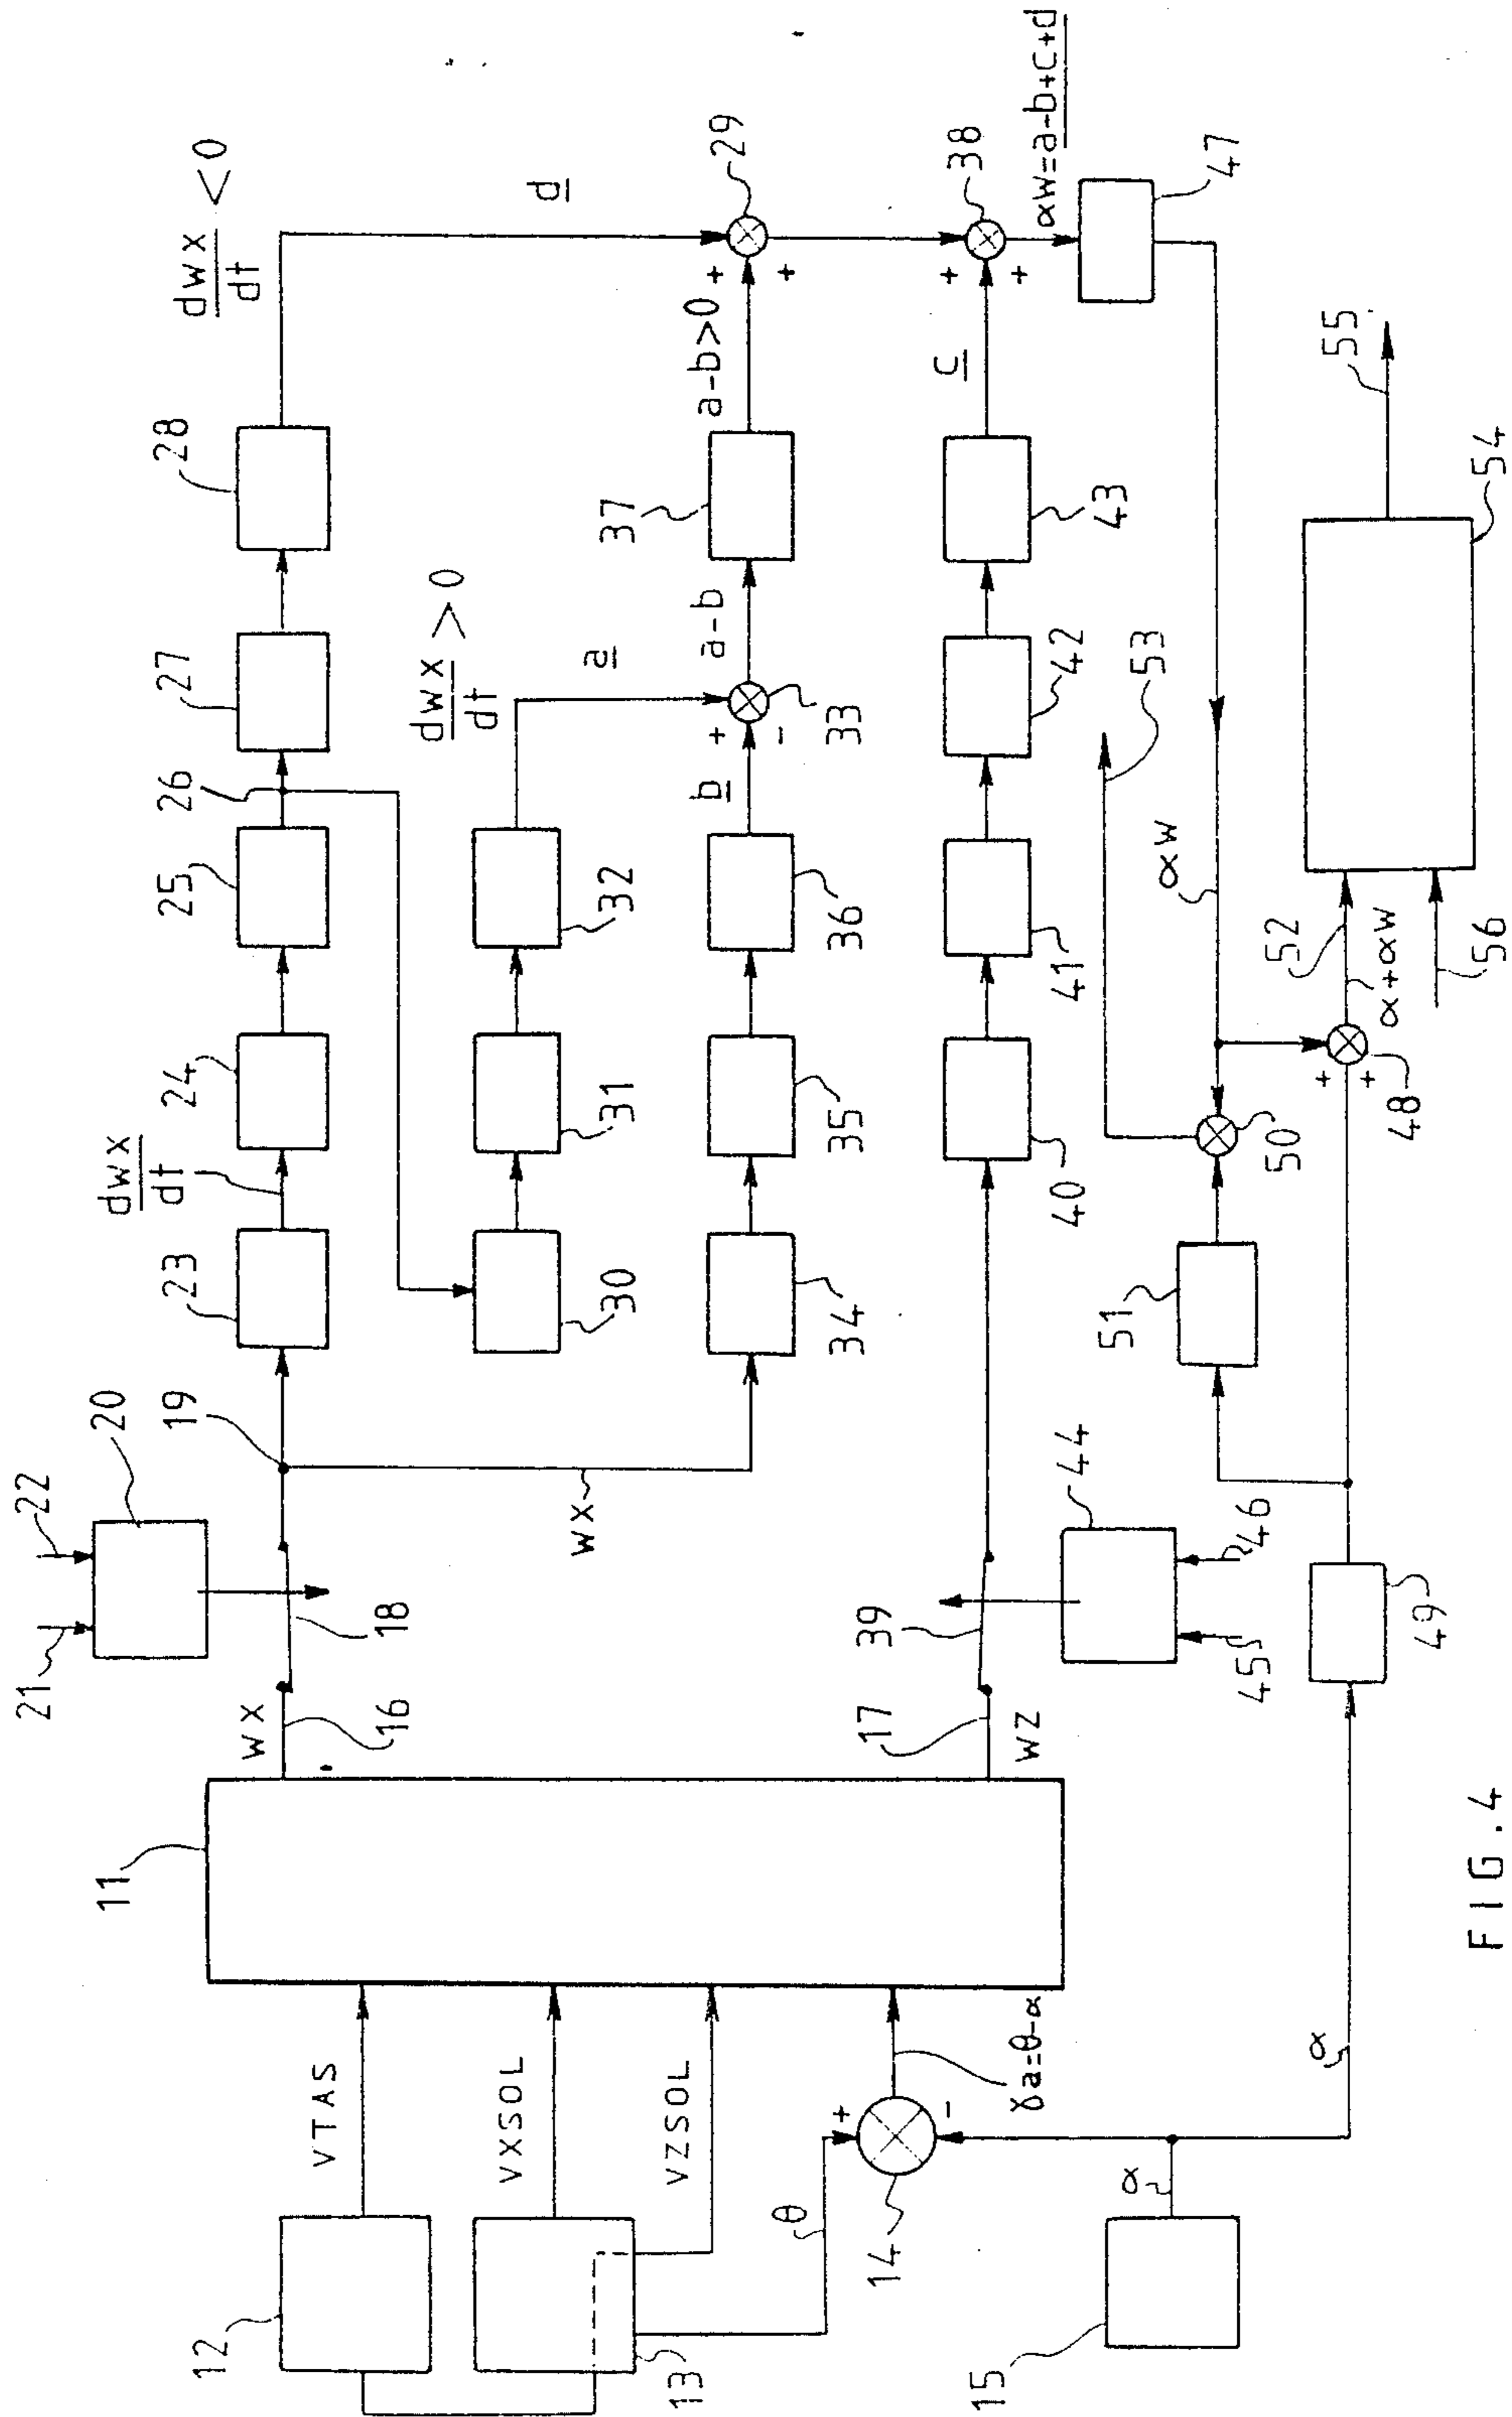 21
22
20
12
VTAS
11
WX
16
18
19
23
dwx
dt
24
25
26
27
28
dwx < 0
dt
13
VXSOL
VZSOL
30
31
32
dwx > 0
dt
a
d
WX
34
35
36
b
+
-
33
a-b
37
a-b>0
+
+
29
θ
14
+
-
γa=θ-α
17
WZ
39
40
41
42
43
c
+
+
38
αW=a-b+c+d
47
44
45
46
15
α
α
49
51
50
53
αW
48
+
+
52
α+αW
56
54
55
FIG.4